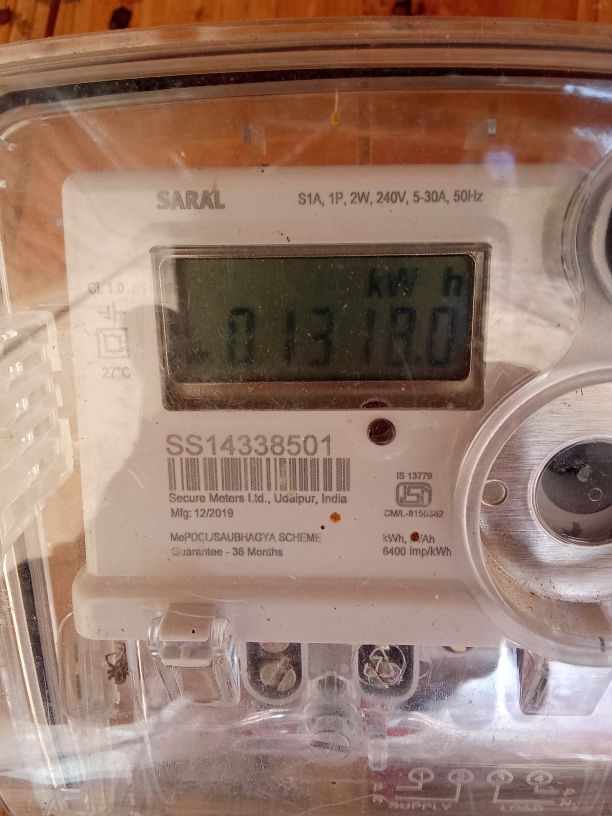 SARAL
S1A, 1P, 2W, 240V, 5-30A, 50Hz
Cl. 1.0
kW h
01318.0
27°C
SS14338501
Secure Meters Ltd., Udaipur, India
Mfg: 12/2019
IS 13779
CM/L-8150362
MePDCL/SAUBHAGYA SCHEME
Guarantee - 36 Months
kWh,
6400 imp/kWh
SUPPLY LOAD